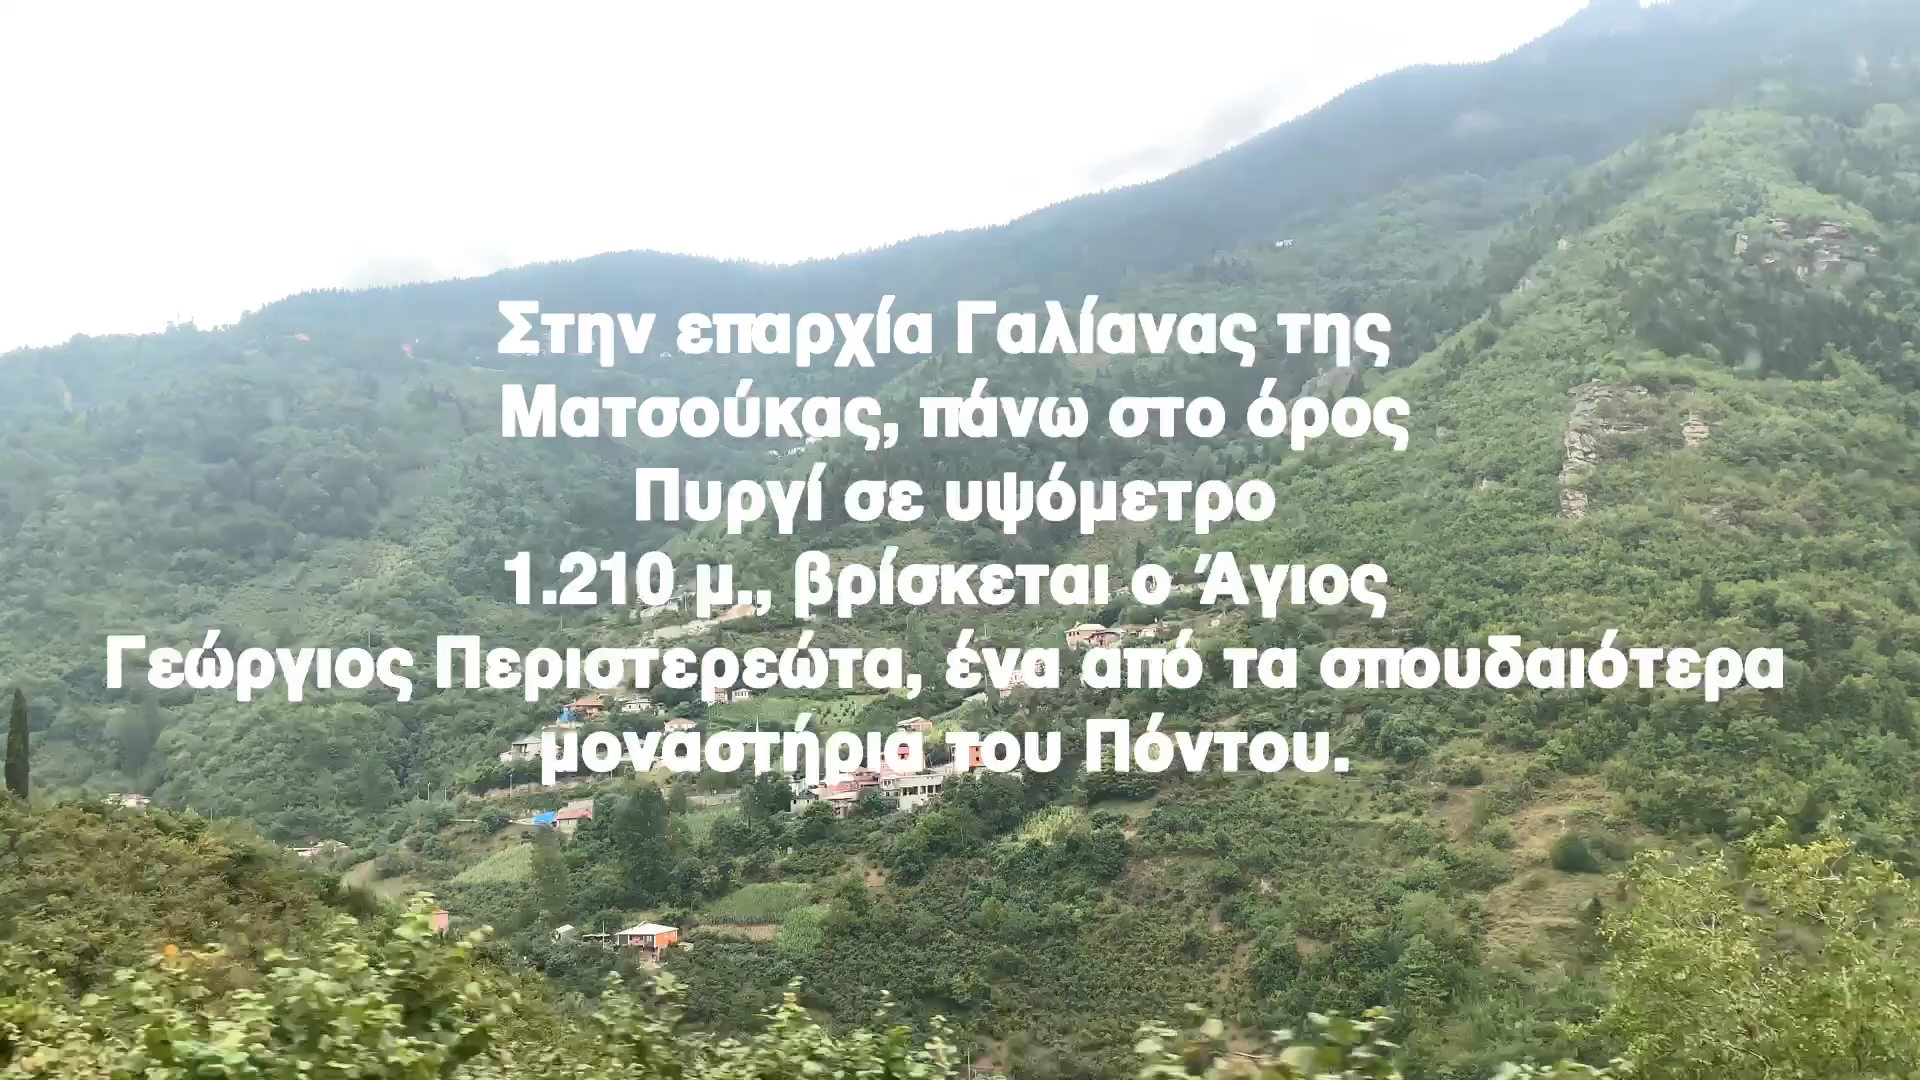 Στην επαρχία Γαλίανας της
Ματσούκας, πάνω στο όρος
Πυργί σε υψόμετρο
1.210 μ., βρίσκεται ο Άγιος
Γεώργιος Περιστερεώτα, ένα από τα σπουδαιότερα
μοναστήρια του Πόντου.